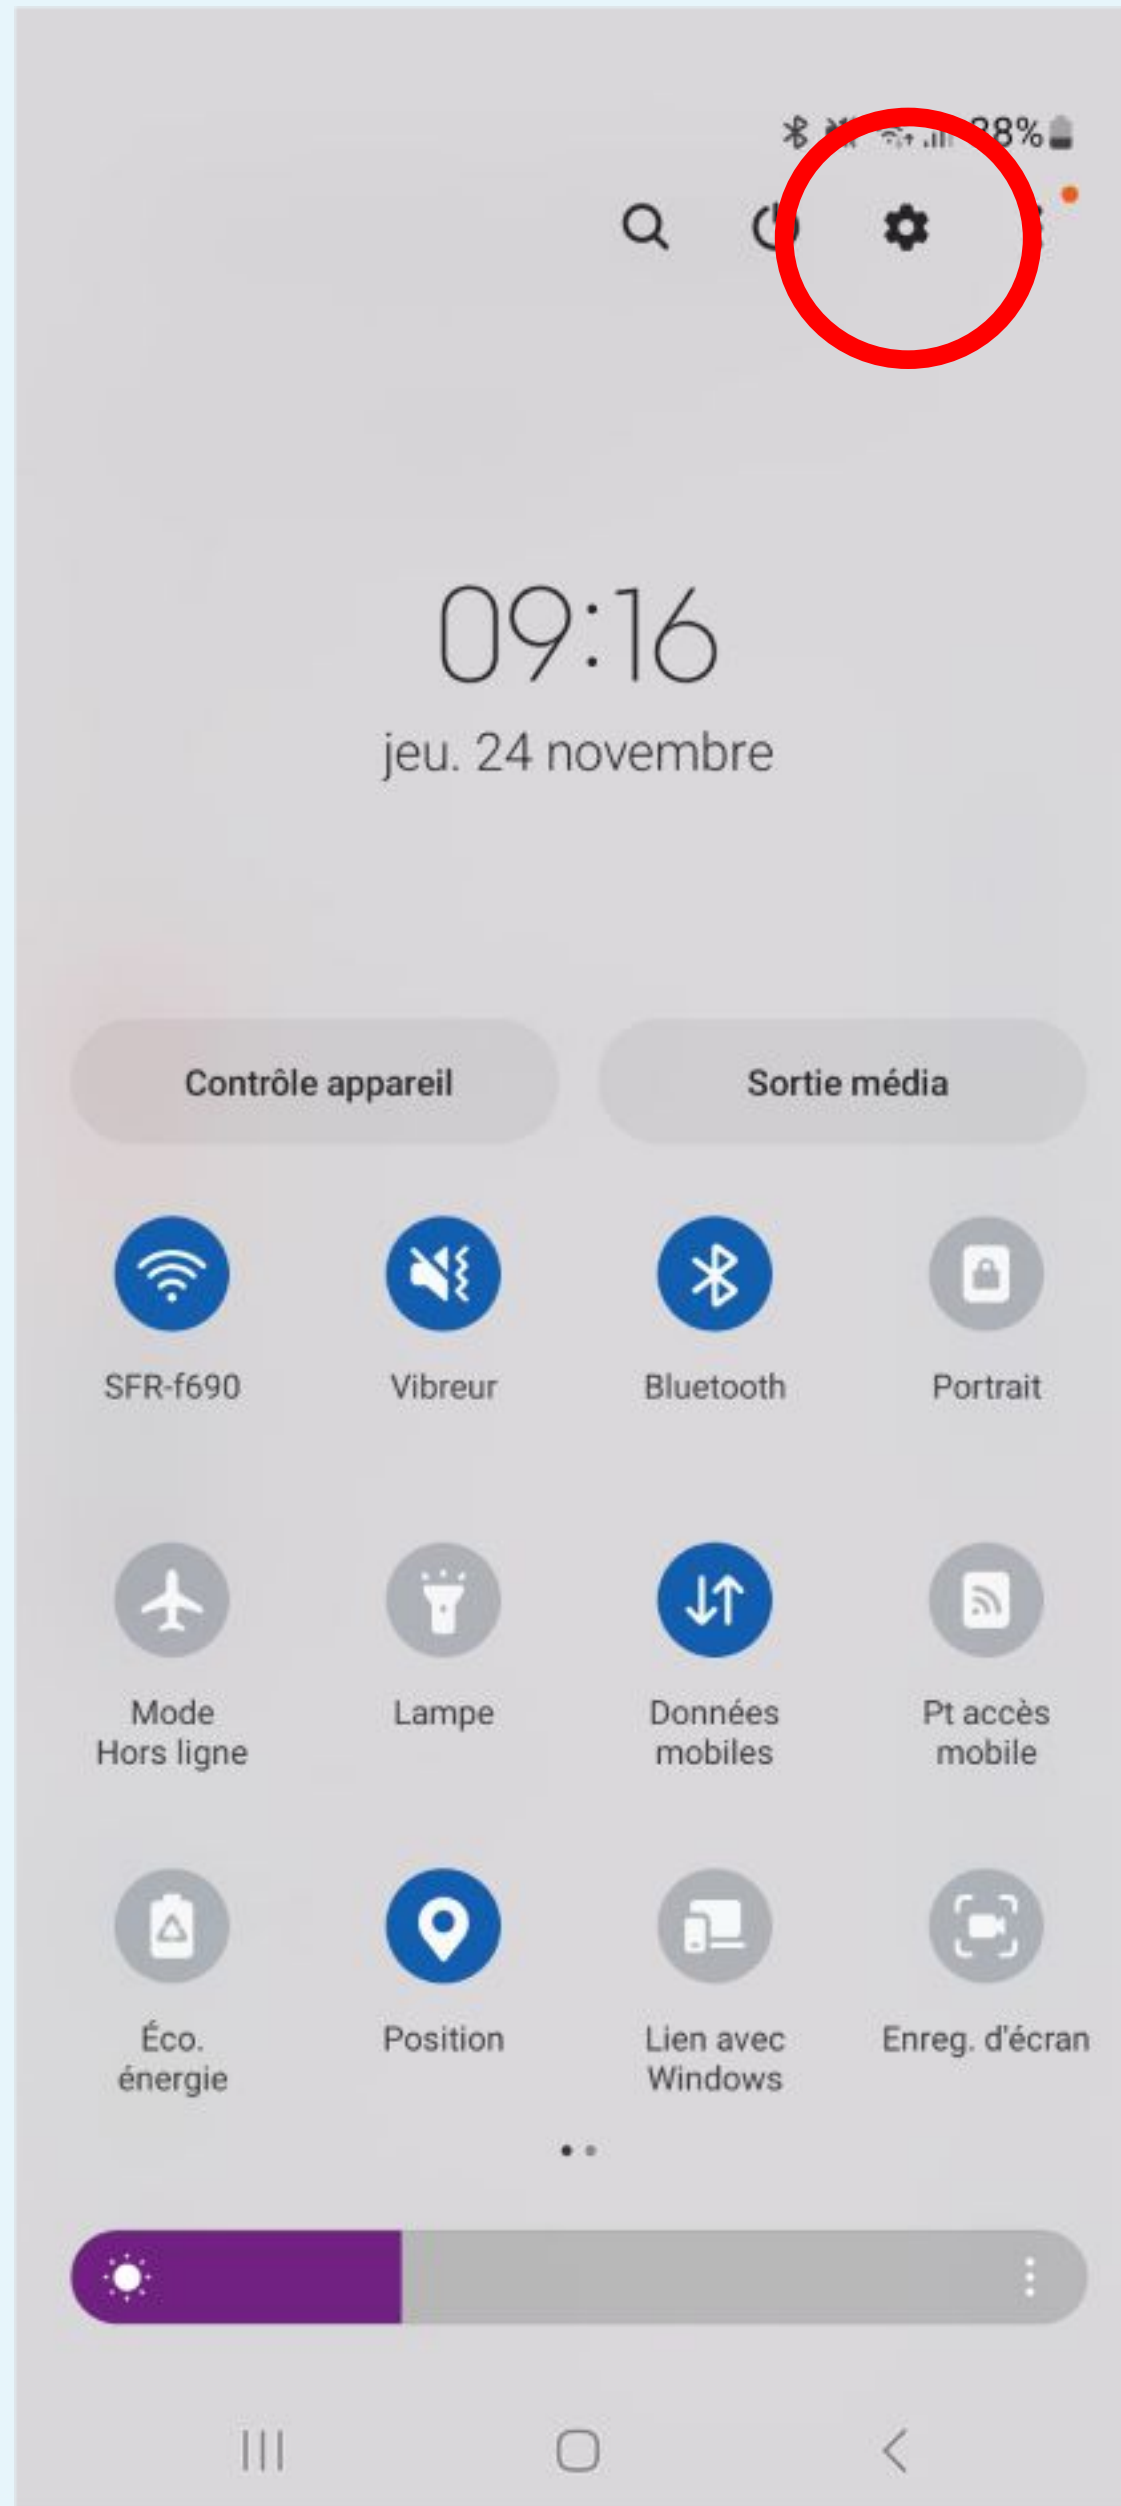 09:16
jeu. 24 novembre
Contrôle appareil
Sortie média
SFR-f690
Vibreur
Bluetooth
Portrait
Mode
Hors ligne
Lampe
Données
mobiles
Pt accès
mobile
Éco.
énergie
Position
Lien avec
Windows
Enreg. d'écran